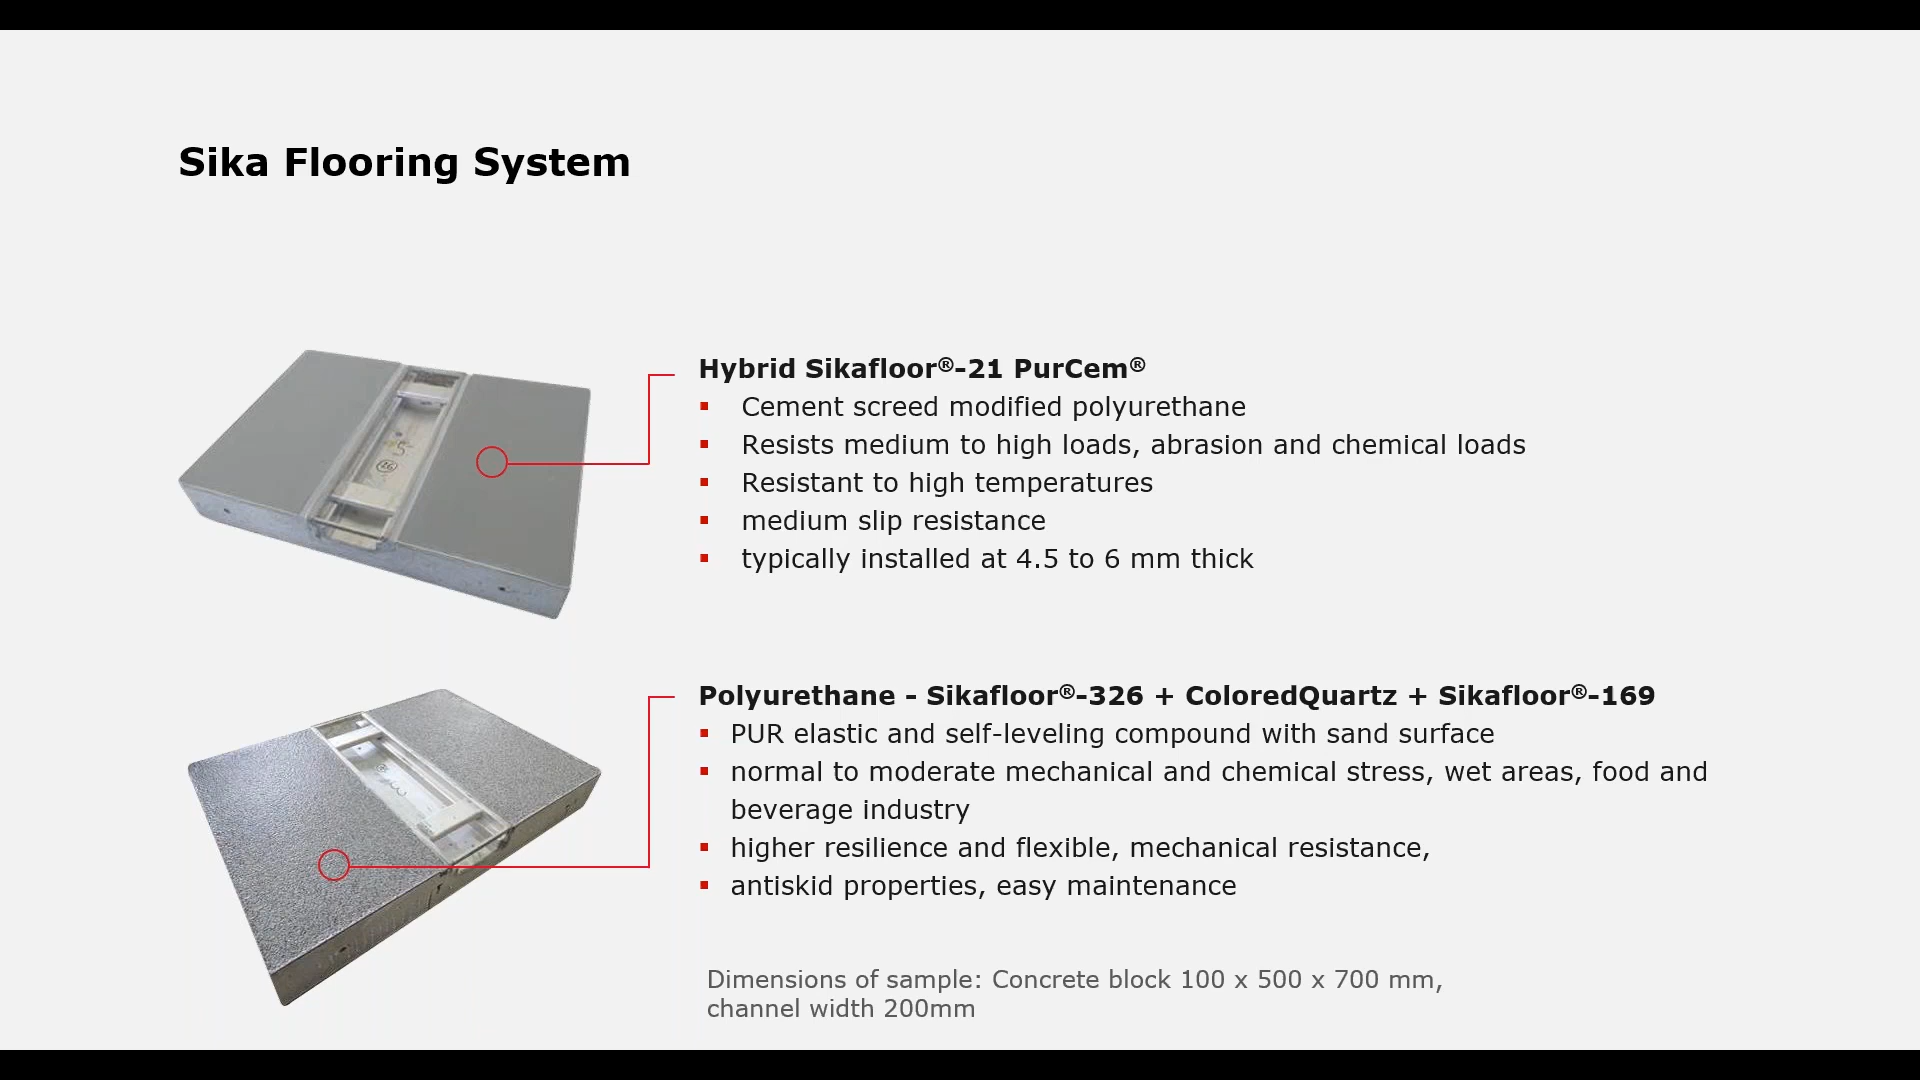 Sika Flooring System
Hybrid Sikafloor®-21 PurCem®
▪ Cement screed modified polyurethane
▪ Resists medium to high loads, abrasion and chemical loads
▪ Resistant to high temperatures
▪ medium slip resistance
▪ typically installed at 4.5 to 6 mm thick
Polyurethane - Sikafloor®-326 + ColoredQuartz + Sikafloor®-169
▪ PUR elastic and self-leveling compound with sand surface
▪ normal to moderate mechanical and chemical stress, wet areas, food and
beverage industry
▪ higher resilience and flexible, mechanical resistance,
▪ antiskid properties, easy maintenance
Dimensions of sample: Concrete block 100 x 500 x 700 mm,
channel width 200mm